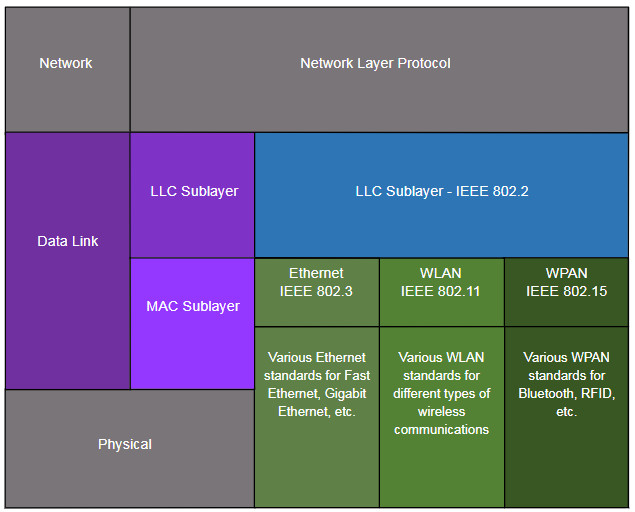 Network
Network Layer Protocol
Data Link
LLC Sublayer
LLC Sublayer - IEEE 802.2
MAC Sublayer
Ethernet
IEEE 802.3
WLAN
IEEE 802.11
WPAN
IEEE 802.15
Various Ethernet
standards for Fast
Ethernet, Gigabit
Ethernet, etc.
Various WLAN
standards for
different types of
wireless
communications
Various WPAN
standards for
Bluetooth, RFID,
etc.
Physical